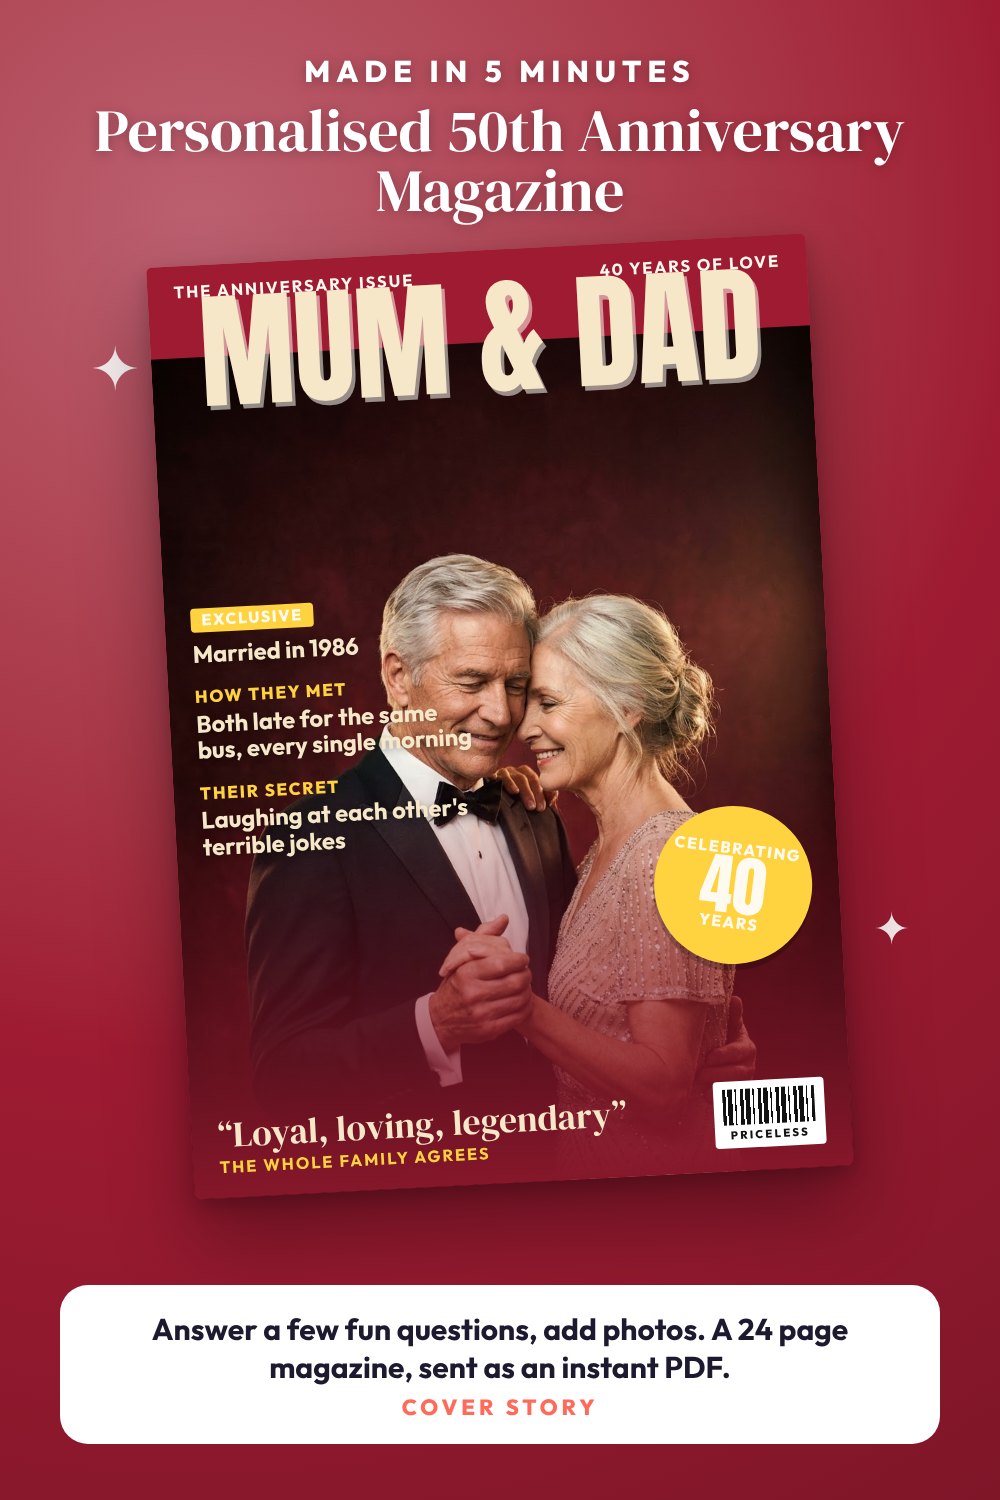 MADE IN 5 MINUTES
Personalised 50th Anniversary
Magazine
THE ANNIVERSARY ISSUE
40 YEARS OF LOVE
MUM & DAD
EXCLUSIVE
Married in 1986
HOW THEY MET
Both late for the same
bus, every single morning
THEIR SECRET
Laughing at each other's
terrible jokes
CELEBRATING
40
YEARS
“Loyal, loving, legendary”
THE WHOLE FAMILY AGREES
PRICELESS
Answer a few fun questions, add photos. A 24 page
magazine, sent as an instant PDF.
COVER STORY